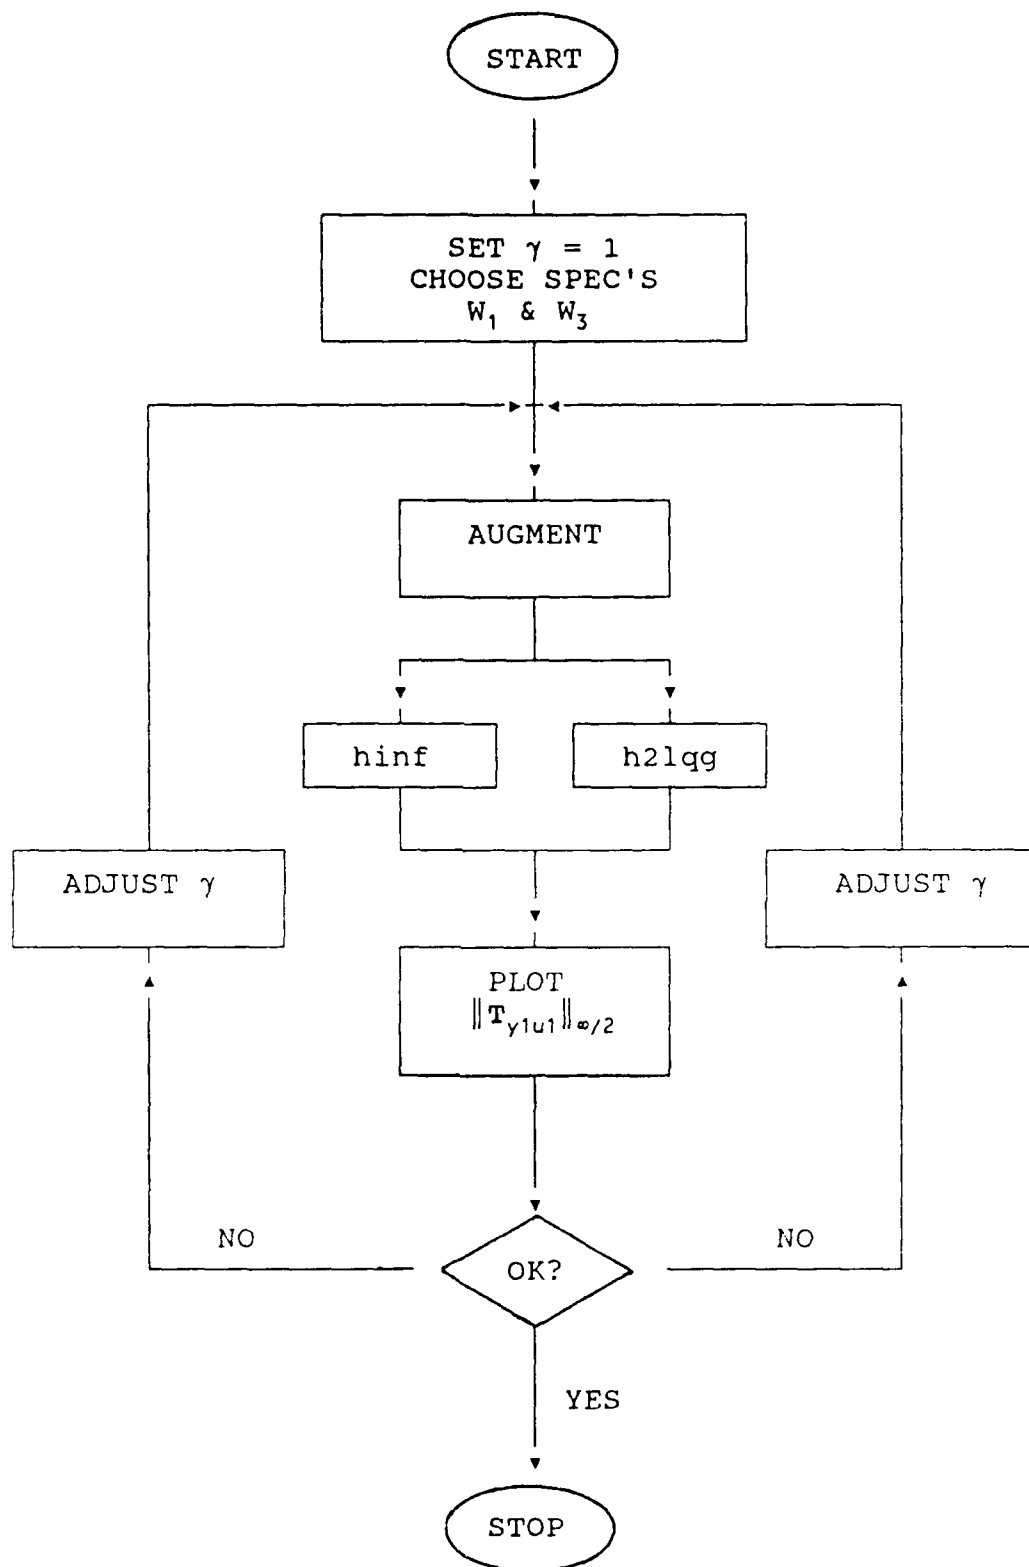 START
SET γ = 1
CHOOSE SPEC'S
W₁ & W₃
AUGMENT
hinf
h2lqg
ADJUST γ
ADJUST γ
PLOT
‖T_y1u1‖_∞/2
NO
NO
OK?
YES
STOP